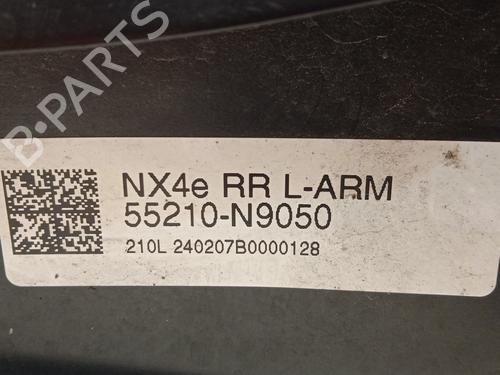 B-PARTS
NX4e RR L-ARM
55210-N9050
210L 240207B0000128